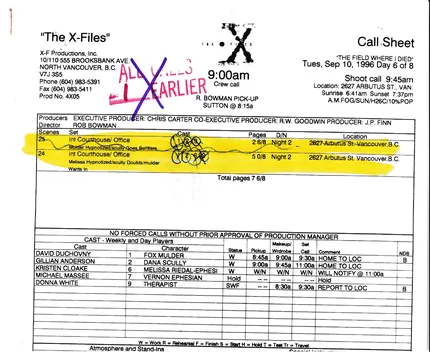 "The X-Files"
X
THE FILES
Call Sheet
"THE FIELD WHERE I DIED"
Tues, Sep 10, 1996 Day 6 of 8
X-F Productions, Inc.
10/110 555 BROOKSBANK AVE.
NORTH VANCOUVER, B.C.
V7J 3S5
Phone (604) 983-5391
Fax (604) 983-5411
Prod No. 4X05
ALL CALLS
EARLIER
9:00am
Crew call
R. BOWMAN PICK-UP
SUTTON @ 8:15a
Shoot call 9:45am
Location: 2627 ARBUTUS ST., VAN.
Sunrise 6:41am Sunset 7:37pm
A.M.FOG/SUN/H26C/10%POP
Producers EXECUTIVE PRODUCER: CHRIS CARTER CO-EXECUTIVE PRODUCER: R.W. GOODWIN PRODUCER: J.P. FINN
Director ROB BOWMAN
Scenes Set Cast Pages D/N Location
25 Int Courthouse/ Office 2 6/8 Night 2 2627 Arbutus St. Vancouver,B.C.
24 Int Courthouse/ Office 5 0/8 Night 2 2627 Arbutus St. Vancouver,B.C.
Melissa Hypnotized/scully Doubts/mulder
Wants In
Total pages 7 6/8
NO FORCED CALLS WITHOUT PRIOR APPROVAL OF PRODUCTION MANAGER
CAST - Weekly and Day Players
Cast Character Status Pickup Makeup/ Wardrobe Set Call Comment NDB
DAVID DUCHOVNY 1 FOX MULDER W 8:45a 9:00a 9:30a HOME TO LOC B
GILLIAN ANDERSON 2 DANA SCULLY W 9:00a 9:45a 11:00a HOME TO LOC
KRISTEN CLOAKE 6 MELISSA RIEDAL-EPHESI W W/N W/N W/N WILL NOTIFY @ 11:00a
MICHAEL MASSEE 7 VERNON EPHESIAN Hold -- -- -- Hold
DONNA WHITE 9 THERAPIST SWF -- 8:30a 9:30a REPORT TO LOC B
W = Work R = Rehearsal F = Finish S = Start H = Hold T = Test Tr = Travel
Atmosphere and Stand-Ins